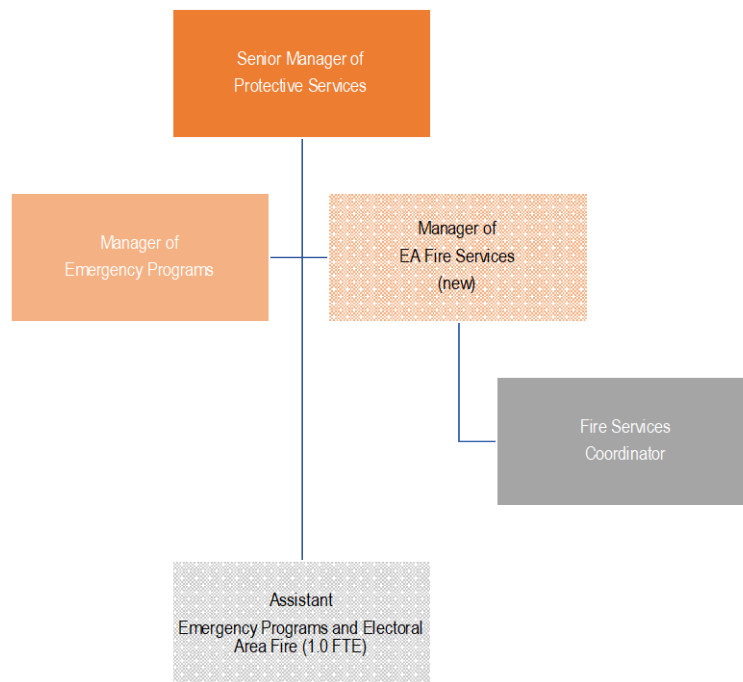 Senior Manager of
Protective Services
Manager of
Emergency Programs
Manager of
EA Fire Services
(new)
Fire Services
Coordinator
Assistant
Emergency Programs and Electoral
Area Fire (1.0 FTE)